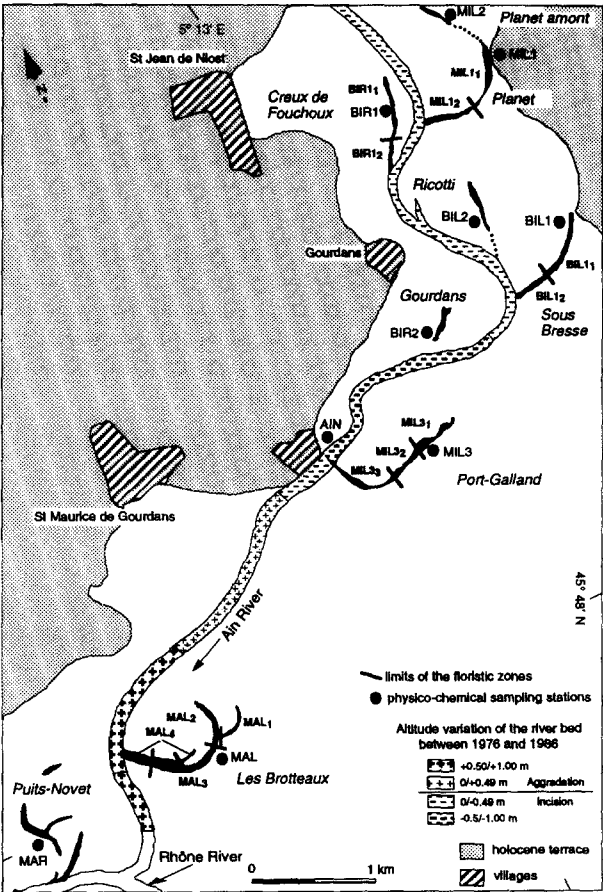 5° 13' E
MIL2
Planet amont
St Jean de Niost
MIL1
N
Creux de
Fouchoux
BIR1₁
BIR1
MIL1₁
MIL1₂
Planet
BIR1₂
Ricotti
BIL2
BIL1
Gourdans
BIL1₁
BIL1₂
Gourdans
Sous
Bresse
BIR2
AIN
MIL3₁
MIL3₂
MIL3
MIL3₃
Port-Galland
St Maurice de Gourdans
45° 48' N
Ain River
limits of the floristic zones
physico-chemical sampling stations
MAL₂
MAL₁
MAL₄
MAL
MAL₃
Les Brotteaux
Altitude variation of the river bed
between 1976 and 1986
+0.50/+1.00 m
0/+0.49 m Aggradation
0/-0.49 m Incision
-0.5/-1.00 m
Puits-Novet
MAR
Rhône River
0 1 km
holocene terrace
villages